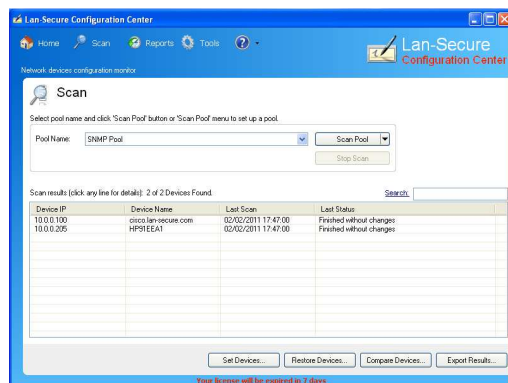 Lan-Secure Configuration Center
Home Scan Reports Tools ?
Lan-Secure
Configuration Center
Network devices configuration monitor
Scan
Select pool name and click 'Scan Pool' button or 'Scan Pool' menu to set up a pool.
Pool Name: SNMP Pool Scan Pool
Stop Scan
Scan results (click any line for details): 2 of 2 Devices Found. Search:
Device IP Device Name Last Scan Last Status
10.0.0.100 cisco.lan-secure.com 02/02/2011 17:47:00 Finished without changes
10.0.0.205 HP91EEA1 02/02/2011 17:47:00 Finished without changes
Set Devices... Restore Devices... Compare Devices... Export Results...
Your license will be expired in 7 days